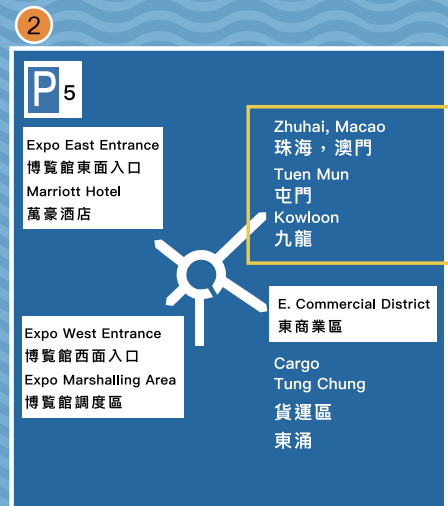 2
P 5
Expo East Entrance
博覽館東面入口
Marriott Hotel
萬豪酒店
Zhuhai, Macao
珠海，澳門
Tuen Mun
屯門
Kowloon
九龍
E. Commercial District
東商業區
Expo West Entrance
博覽館西面入口
Expo Marshalling Area
博覽館調度區
Cargo
Tung Chung
貨運區
東涌